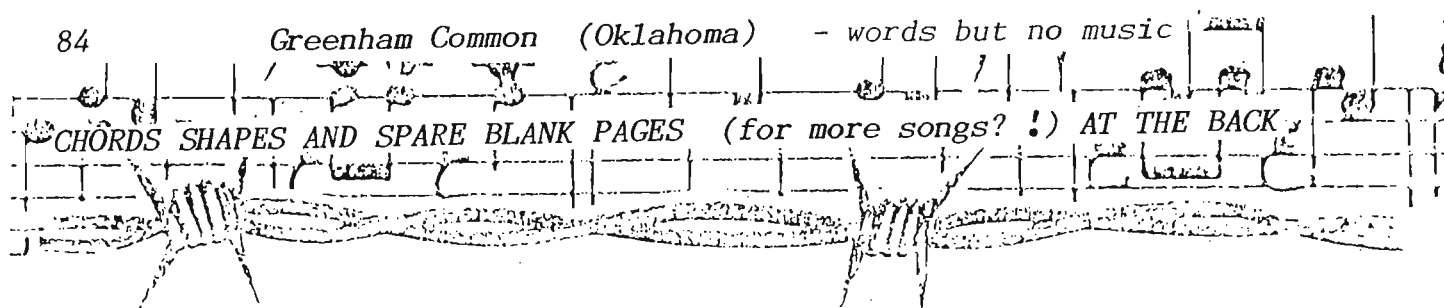 84 Greenham Common (Oklahoma) - words but no music
CHORDS SHAPES AND SPARE BLANK PAGES (for more songs? !) AT THE BACK